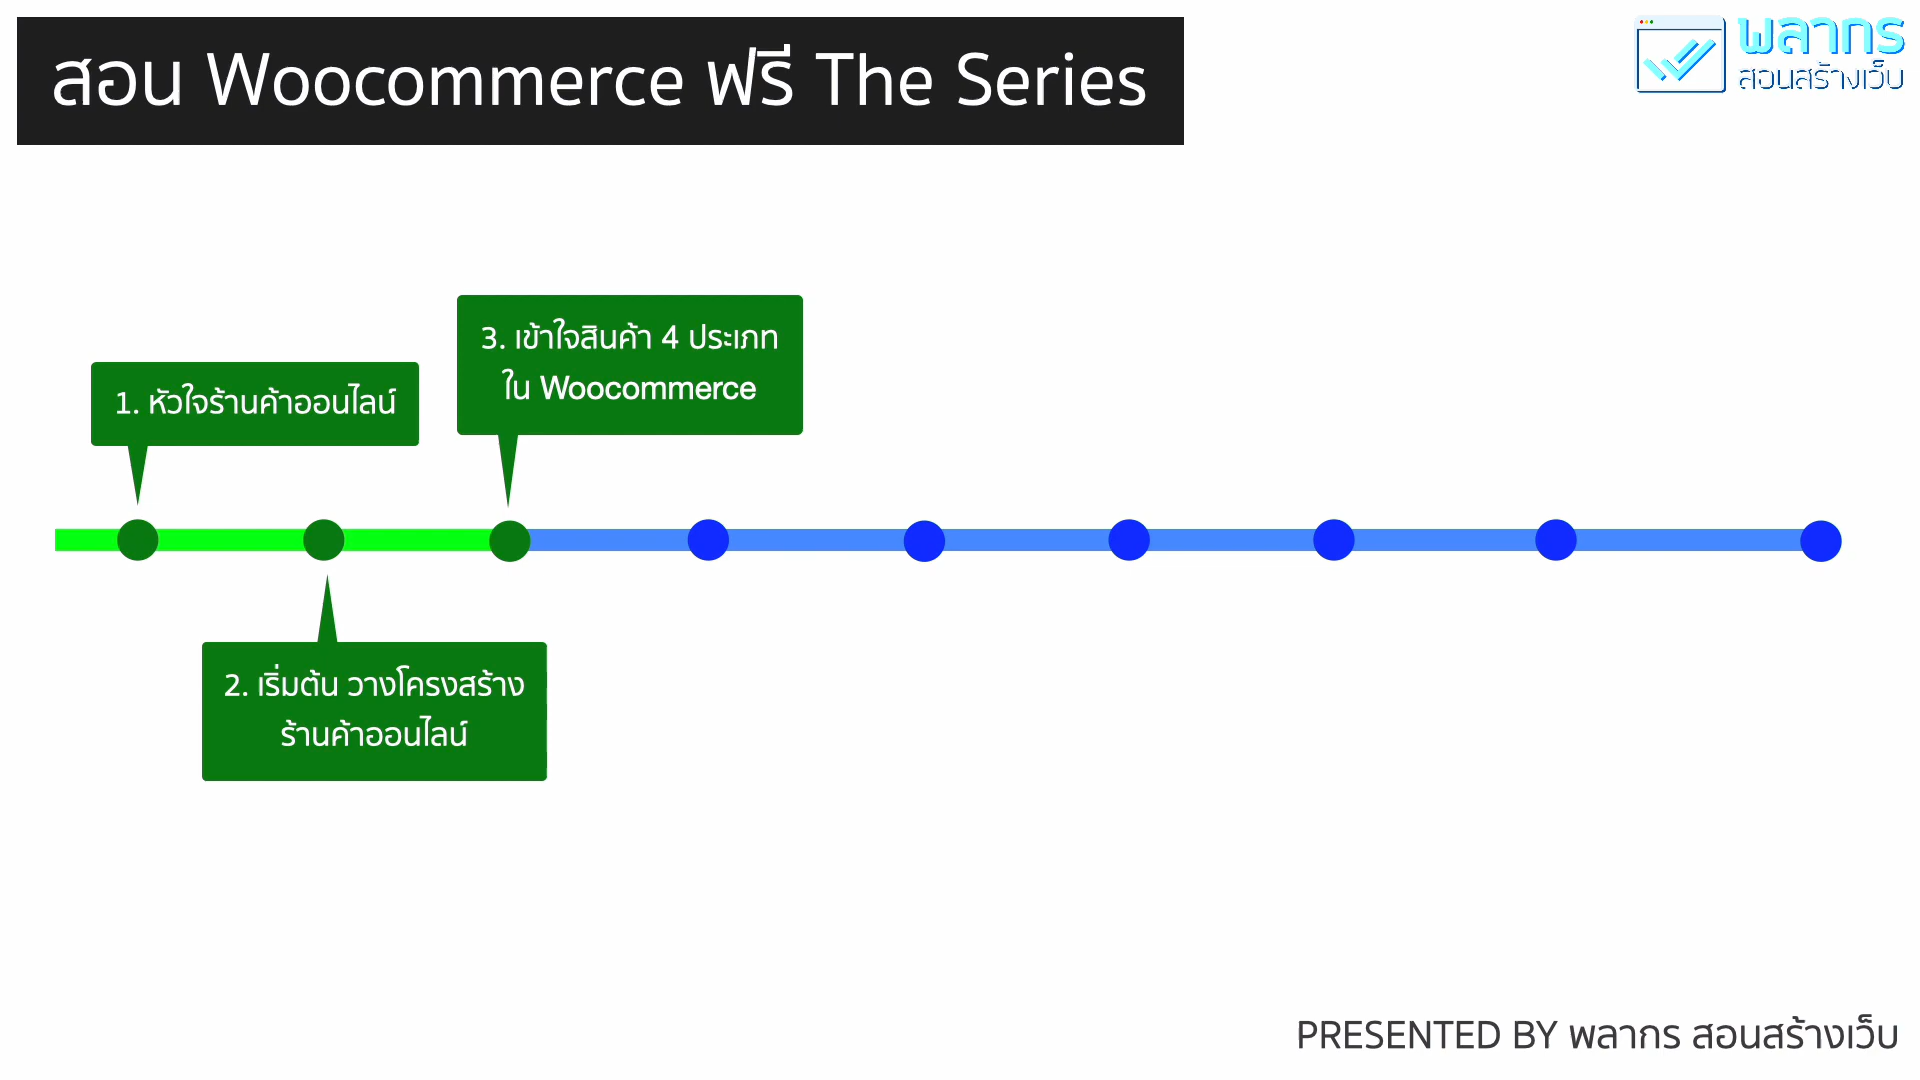 สอน Woocommerce ฟรี The Series
พลากร
สอนสร้างเว็บ
1. หัวใจร้านค้าออนไลน์
3. เข้าใจสินค้า 4 ประเภท
ใน Woocommerce
2. เริ่มต้น วางโครงสร้าง
ร้านค้าออนไลน์
PRESENTED BY พลากร สอนสร้างเว็บ